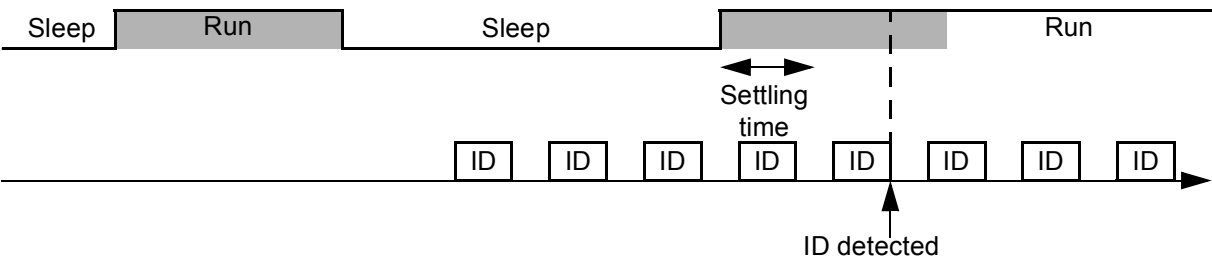 Sleep Run Sleep Run
Settling
time
ID ID ID ID ID ID ID ID
ID detected